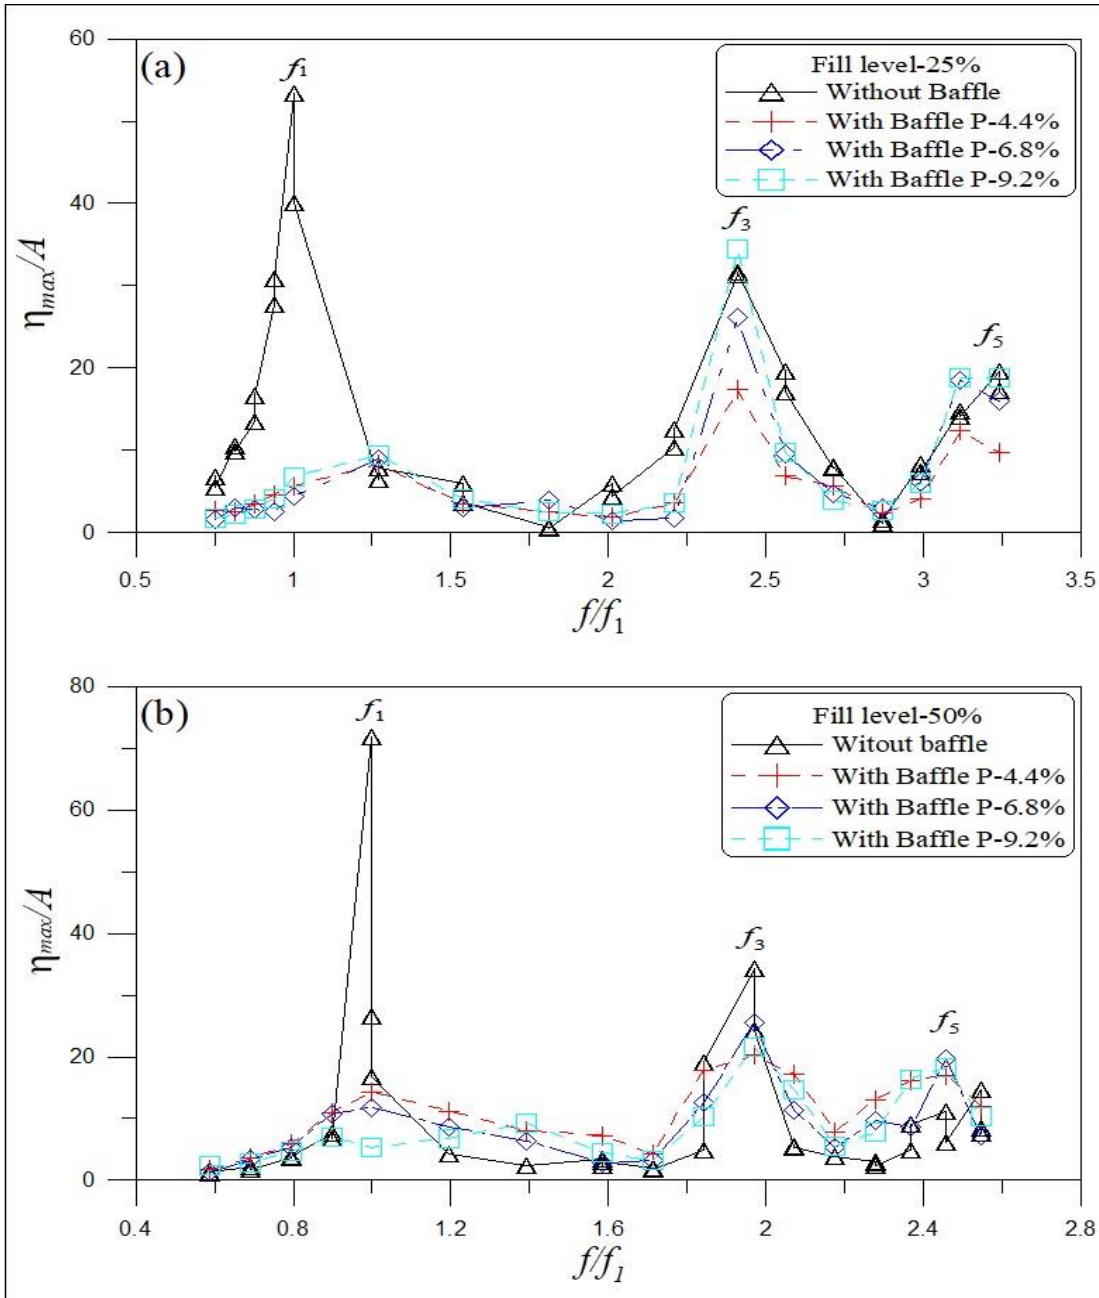 (a)
f1
f3
f5
Fill level-25%
Without Baffle
With Baffle P-4.4%
With Baffle P-6.8%
With Baffle P-9.2%
60
40
20
0
ηmax/A
0.5 1 1.5 2 2.5 3 3.5
f/f1
(b)
f1
f3
f5
Fill level-50%
Witout baffle
With Baffle P-4.4%
With Baffle P-6.8%
With Baffle P-9.2%
80
60
40
20
0
ηmax/A
0.4 0.8 1.2 1.6 2 2.4 2.8
f/f1